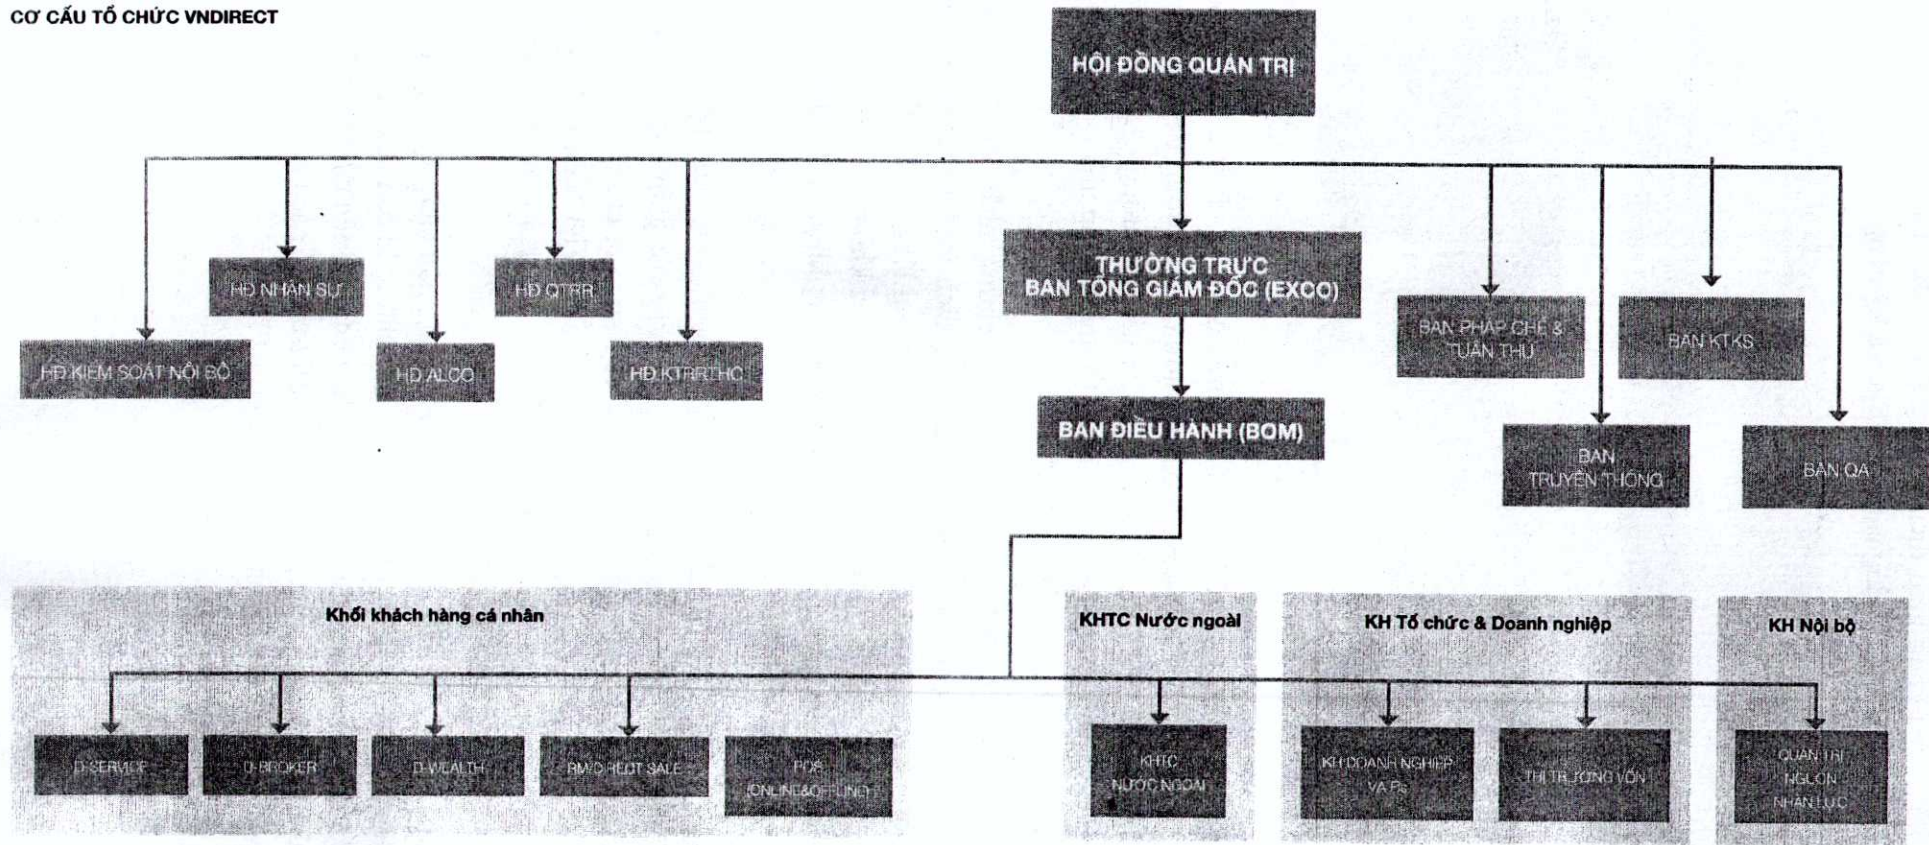 CƠ CẤU TỔ CHỨC VNDIRECT
HỘI ĐỒNG QUẢN TRỊ
THƯỜNG TRỰC
BAN TỔNG GIÁM ĐỐC (EXCO)
BAN ĐIỀU HÀNH (BOM)
HĐ NHÂN SỰ
HĐ QTRR
HĐ KIỂM SOÁT NỘI BỘ
HĐ ALCO
HĐ KTRRTHC
BAN PHÁP CHẾ &
TUÂN THỦ
BAN KTKS
BAN
TRUYỀN THÔNG
BAN QA
Khối khách hàng cá nhân
KHTC Nước ngoài
KH Tổ chức & Doanh nghiệp
KH Nội bộ
D-SERVICE
D-BROKER
D-WEALTH
RM/DIRECT SALE
(ONLINE&OFFLINE)
KHTC
NƯỚC NGOÀI
KH DOANH NGHIỆP
VÀ
THỊ TRƯỜNG VỐN
QUẢN TRỊ
NGUỒN
NHÂN LỰC